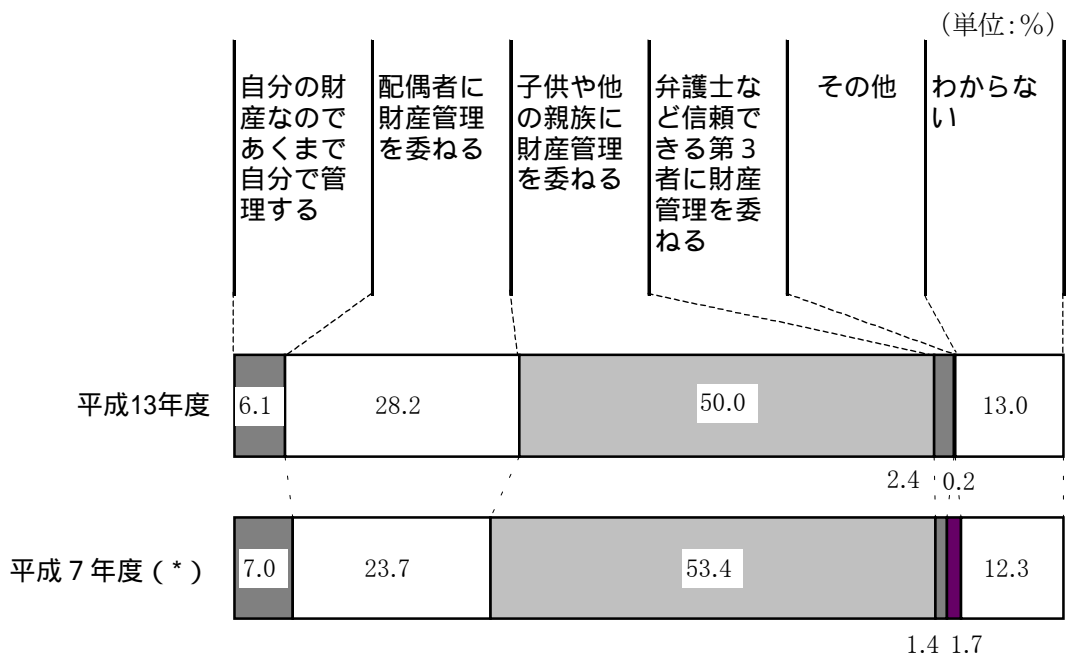 （単位：％）
自分の財
産なので
あくまで
自分で管
理する
配偶者に
財産管理
を委ねる
子供や他
の親族に
財産管理
を委ねる
弁護士な
ど信頼で
きる第３
者に財産
管理を委
ねる
その他
わからな
い
平成13年度
6.1
28.2
50.0
13.0
2.4
0.2
平成７年度（*）
7.0
23.7
53.4
12.3
1.4
1.7